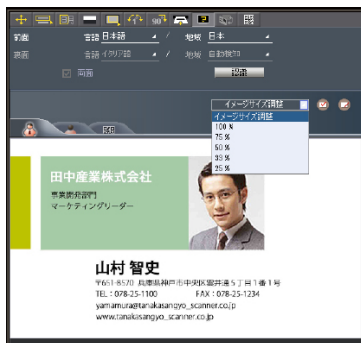 前面 言語 日本語 地域 日本
裏面 言語 イタリア語 地域 自動検知
両面 認識
イメージサイズ調整
イメージサイズ調整
100 %
75 %
50 %
33 %
25 %
田中産業株式会社
事業開発部門
マーケティングリーダー
山村 智史
〒651-8570 兵庫県神戸市中央区雲井通5丁目1番1号
TEL：078-25-1100 FAX：078-25-1234
yamamura@tanakasangyo_scanner.co.jp
www.tanakasangyo_scanner.co.jp